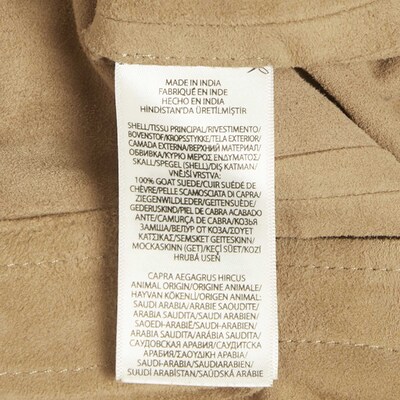 MADE IN INDIA
FABRIQUÉ EN INDE
HECHO EN INDIA
HİNDİSTAN'DA ÜRETİLMİŞTİR
SHELL/TISSU PRINCIPAL/RIVESTIMENTO/
BOVENSTOF/KROPSSTYKKE/TELA EXTERIOR/
CAMADA EXTERNA/ВЕРХНИЙ МАТЕРИАЛ/
ОБШИВКА/ΚΥΡΙΟ ΜΕΡΟΣ ΕΝΔΥΜΑΤΟΣ/
SKALL/SPEGEL (SHELL)/DIŞ KATMAN/
VNĚJŠÍ VRSTVA:
100% GOAT SUEDE/CUIR SUÉDÉ DE
CHÈVRE/PELLE SCAMOSCIATA DI CAPRA/
ZIEGENWILDLEDER/GEITENSUÈDE/
GEDERUSKIND/PIEL DE CABRA ACABADO
ANTE/CAMURÇA DE CABRA/КОЗЬЯ
ЗАМША/ВЕЛУР ОТ КОЗА/ΣΟΥΕΤ
ΚΑΤΣΙΚΑΣ/SEMSKET GEITESKINN/
MOCKASKINN (GET)/KEÇİ SÜET/KOZÍ
HRUBÁ USEŇ
CAPRA AEGAGRUS HIRCUS
ANIMAL ORIGIN/ORIGINE ANIMALE/
HAYVAN KÖKENLİ/ORIGEN ANIMAL:
SAUDI ARABIA/ARABIE SAOUDITE/
ARABIA SAUDITA/SAUDI-ARABIEN/
SAOEDI-ARABIË/SAUDI-ARABIEN/
ARABIA SAUDITA/ARÁBIA SAUDITA/
САУДОВСКАЯ АРАВИЯ/САУДИТСКА
АРАБИЯ/ΣΑΟΥΔΙΚΗ ΑΡΑΒΙΑ/
SAUDI-ARABIA/SAUDIARABIEN/
SUUDİ ARABİSTAN/SAÚDSKÁ ARÁBIE